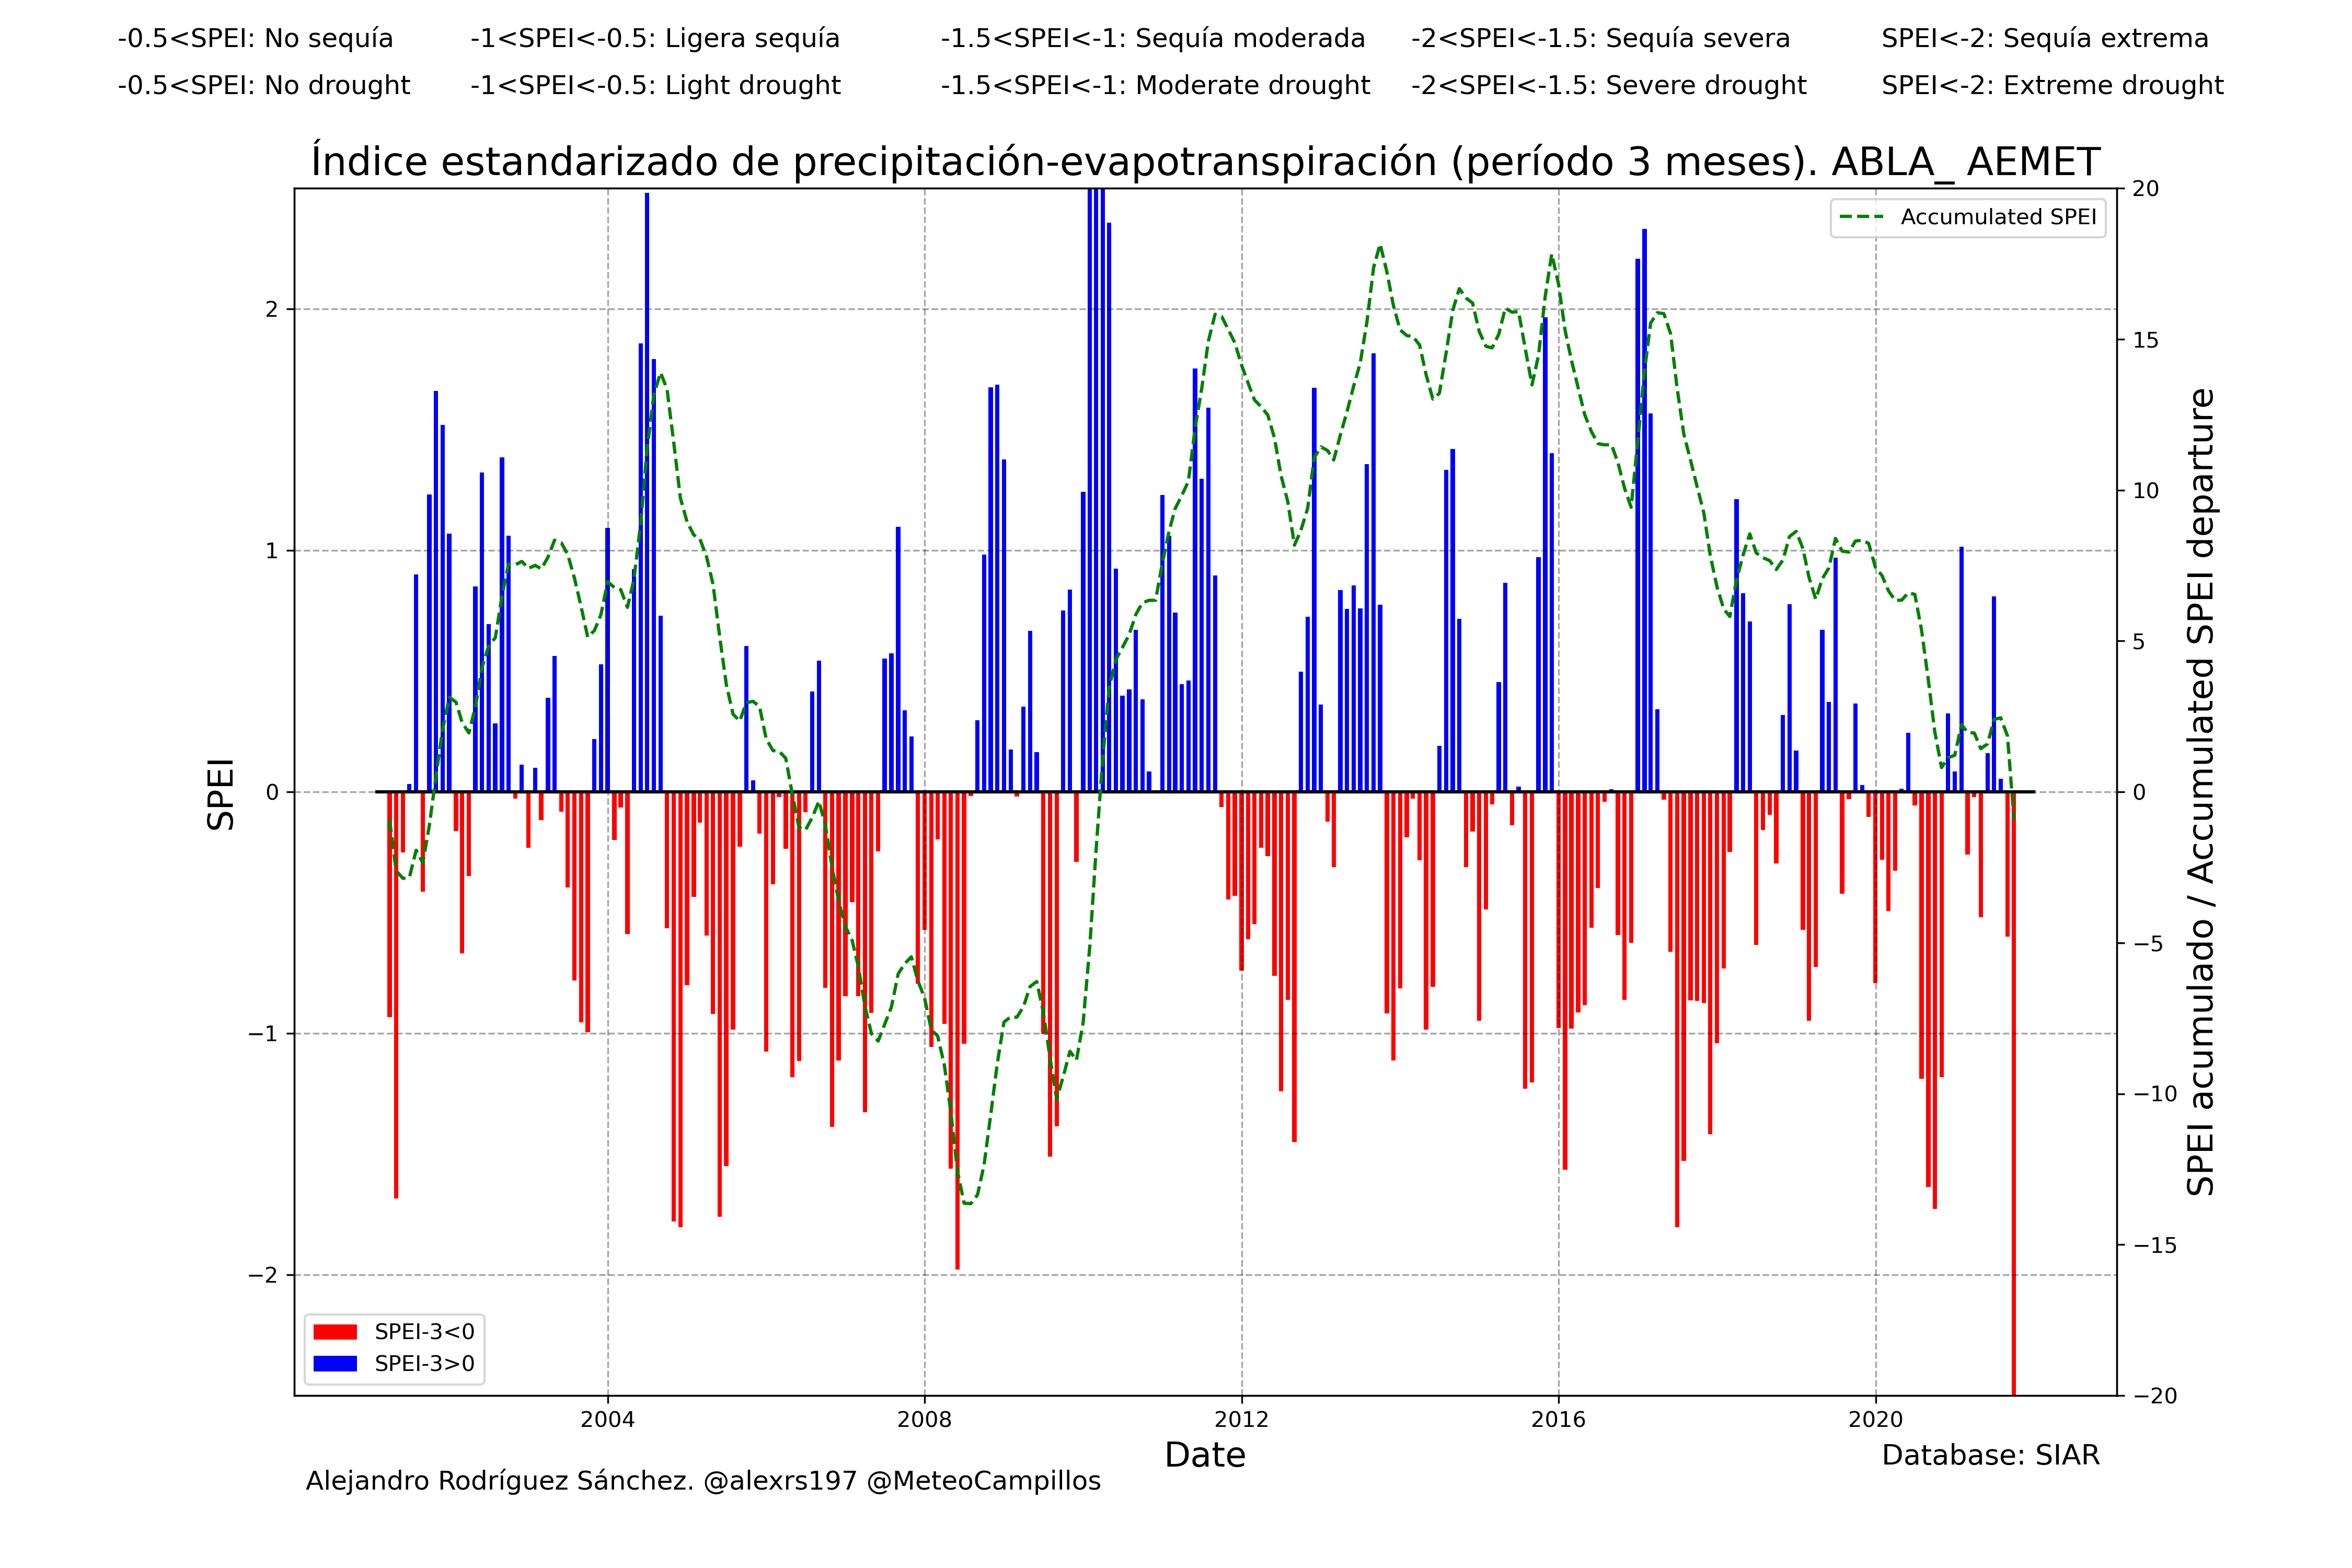 -0.5<SPEI: No sequía -1<SPEI<-0.5: Ligera sequía -1.5<SPEI<-1: Sequía moderada -2<SPEI<-1.5: Sequía severa SPEI<-2: Sequía extrema
-0.5<SPEI: No drought -1<SPEI<-0.5: Light drought -1.5<SPEI<-1: Moderate drought -2<SPEI<-1.5: Severe drought SPEI<-2: Extreme drought
Índice estandarizado de precipitación-evapotranspiración (período 3 meses). ABLA_ AEMET
Accumulated SPEI
SPEI
2
1
0
−1
−2
20
15
10
5
0
−5
−10
−15
−20
SPEI acumulado / Accumulated SPEI departure
SPEI-3<0
SPEI-3>0
2004 2008 2012 2016 2020
Date
Database: SIAR
Alejandro Rodríguez Sánchez. @alexrs197 @MeteoCampillos